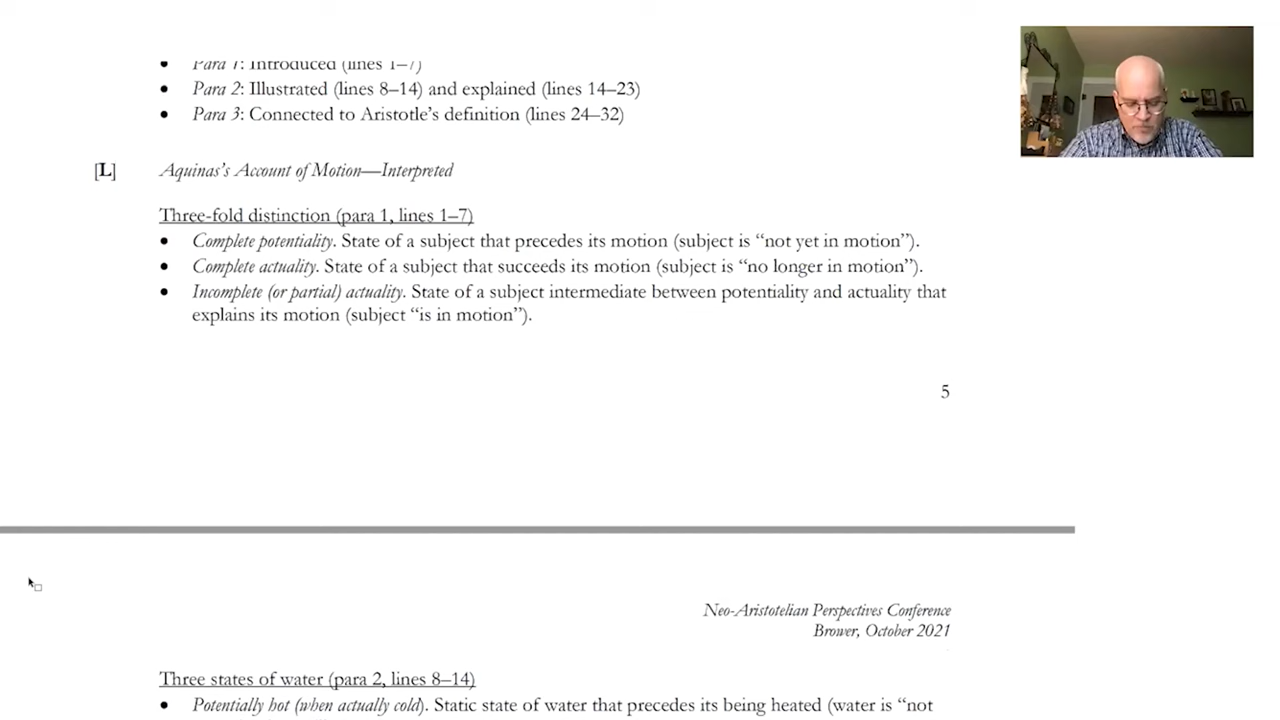 • Para 1: Introduced (lines 1–7)
• Para 2: Illustrated (lines 8–14) and explained (lines 14–23)
• Para 3: Connected to Aristotle’s definition (lines 24–32)
[L] Aquinas’s Account of Motion—Interpreted
Three-fold distinction (para 1, lines 1–7)
• Complete potentiality. State of a subject that precedes its motion (subject is “not yet in motion”).
• Complete actuality. State of a subject that succeeds its motion (subject is “no longer in motion”).
• Incomplete (or partial) actuality. State of a subject intermediate between potentiality and actuality that
explains its motion (subject “is in motion”).
5
Neo-Aristotelian Perspectives Conference
Brower, October 2021
Three states of water (para 2, lines 8–14)
• Potentially hot (when actually cold). Static state of water that precedes its being heated (water is “not